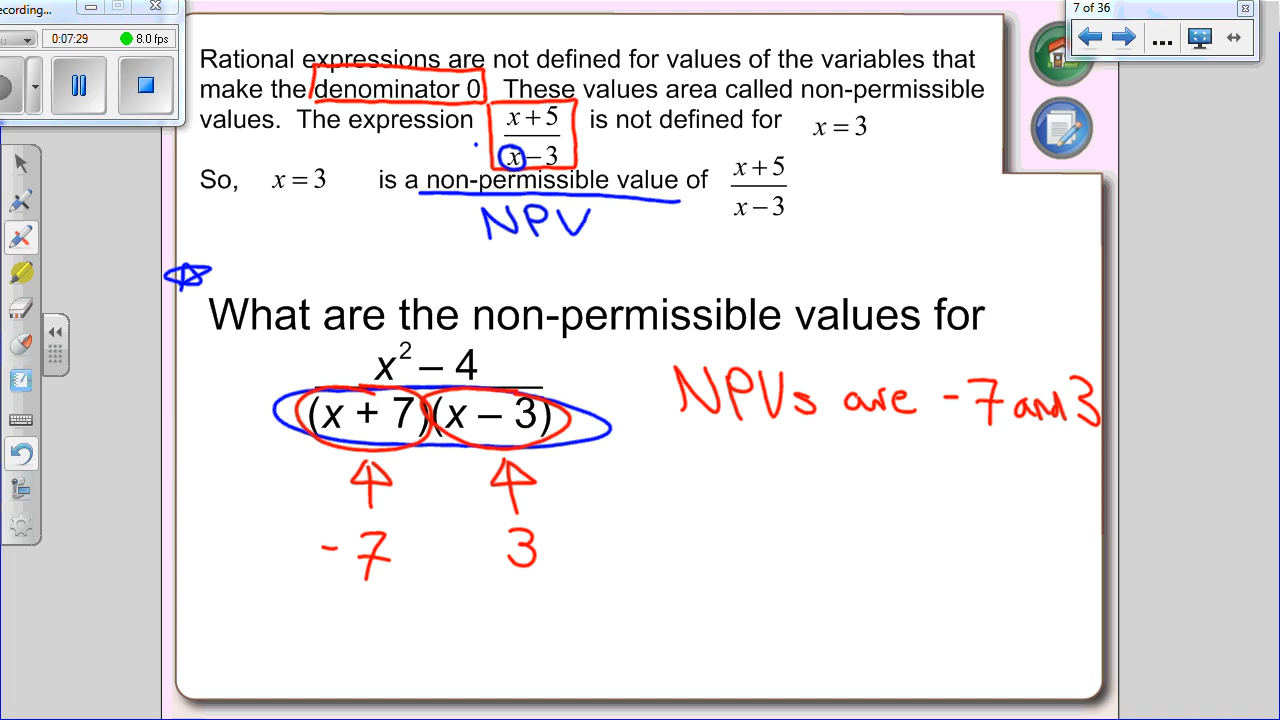 ecording...
0:07:29 8.0 fps
7 of 36
Rational expressions are not defined for values of the variables that
make the denominator 0. These values area called non-permissible
values. The expression x + 5 / x − 3 is not defined for x = 3
So, x = 3 is a non-permissible value of x + 5 / x − 3
NPV
What are the non-permissible values for
x² − 4
(x + 7)(x − 3)
NPVs are -7 and 3
-7 3